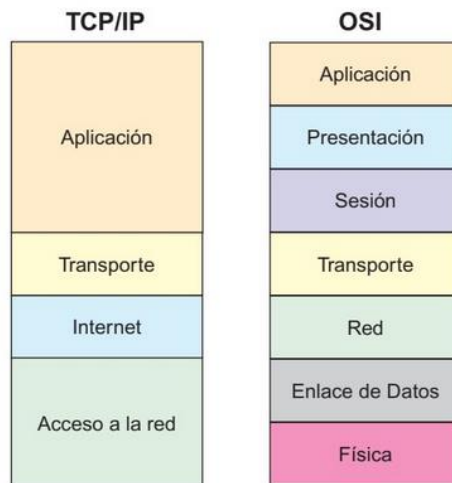 TCP/IP
Aplicación
Transporte
Internet
Acceso a la red
OSI
Aplicación
Presentación
Sesión
Transporte
Red
Enlace de Datos
Física